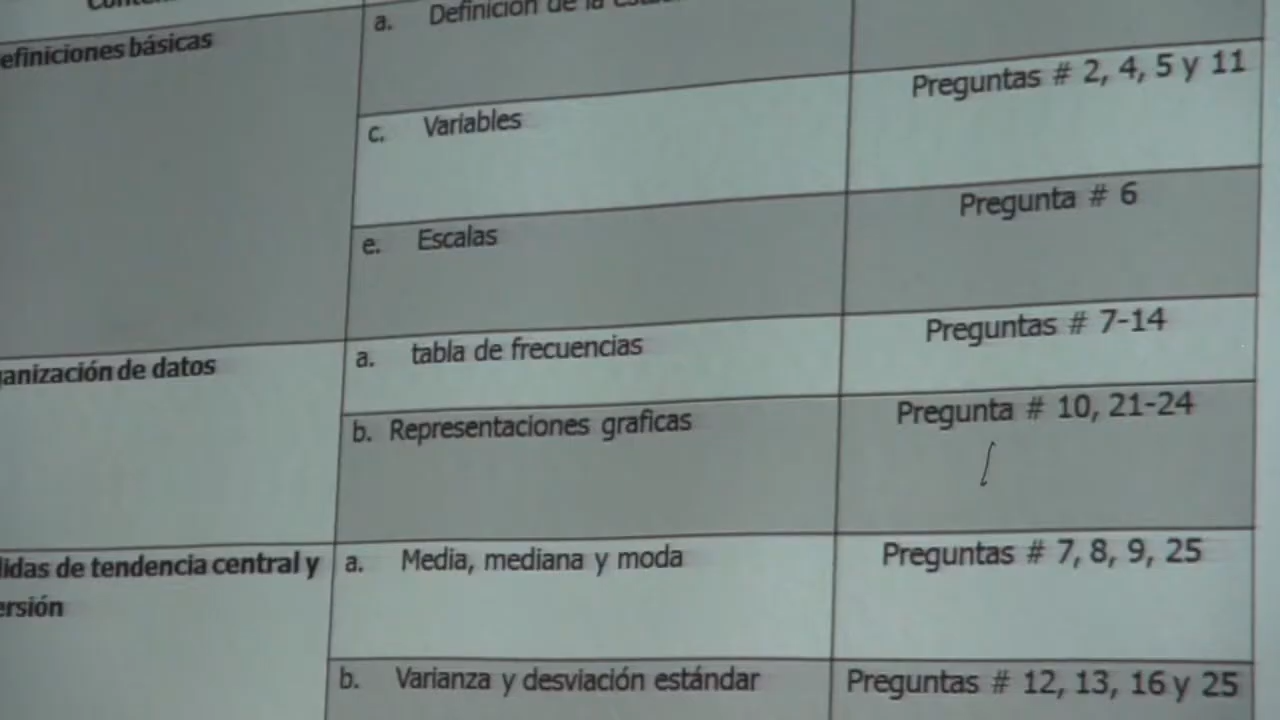 a. Definición de la
efiniciones básicas
Preguntas # 2, 4, 5 y 11
c. Variables
Pregunta # 6
e. Escalas
Preguntas # 7-14
anización de datos
a. tabla de frecuencias
Pregunta # 10, 21-24
b. Representaciones graficas
lidas de tendencia central y
ersión
a. Media, mediana y moda
Preguntas # 7, 8, 9, 25
b. Varianza y desviación estándar
Preguntas # 12, 13, 16 y 25